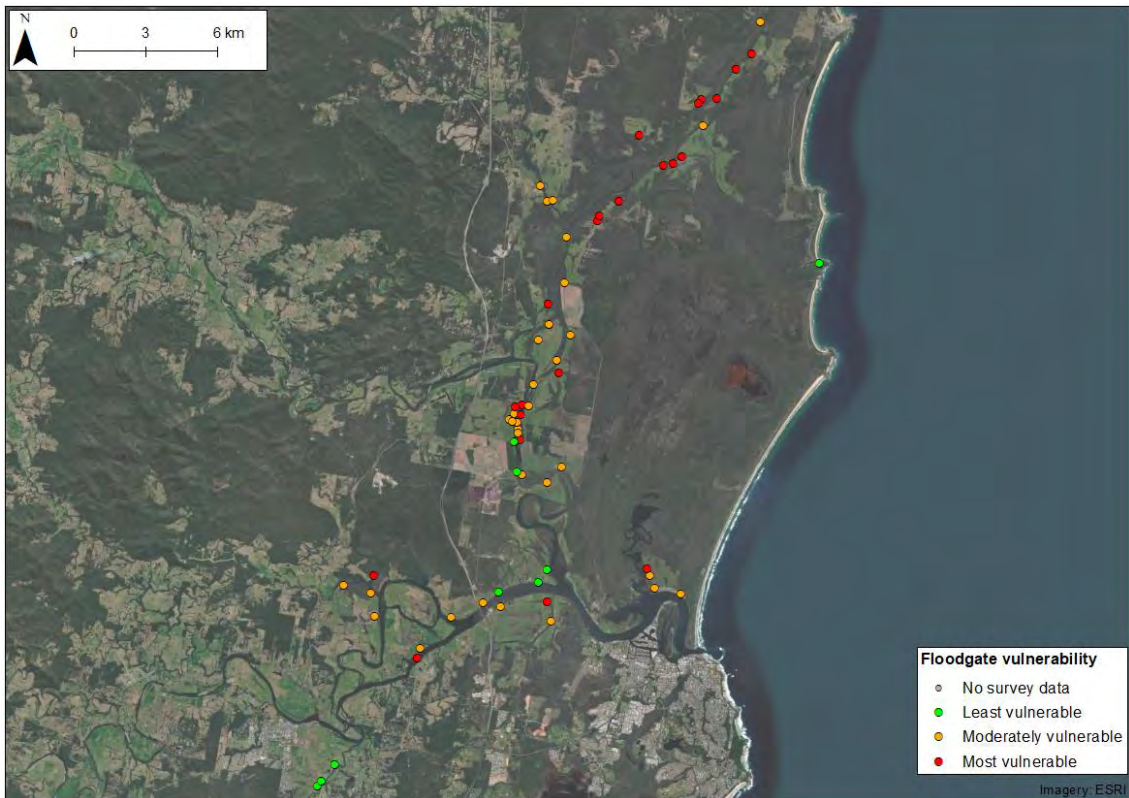 N
0 3 6 km
Floodgate vulnerability
No survey data
Least vulnerable
Moderately vulnerable
Most vulnerable
Imagery: ESRI